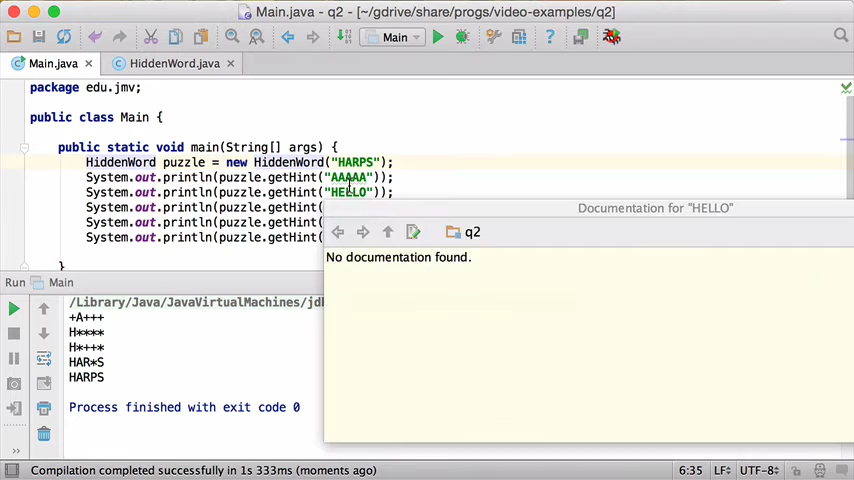 Main.java - q2 - [~/gdrive/share/progs/video-examples/q2]
Main
Main.java HiddenWord.java
package edu.jmv;
public class Main {
public static void main(String[] args) {
HiddenWord puzzle = new HiddenWord("HARPS");
System.out.println(puzzle.getHint("AAAAA"));
System.out.println(puzzle.getHint("HELLO"));
System.out.println(puzzle.getHint(
System.out.println(puzzle.getHint(
System.out.println(puzzle.getHint(
}
Documentation for "HELLO"
q2
No documentation found.
Run Main
/Library/Java/JavaVirtualMachines/jd
+A+++
H****
H*++*
HAR*S
HARPS
Process finished with exit code 0
Compilation completed successfully in 1s 333ms (moments ago) 6:35 LF UTF-8